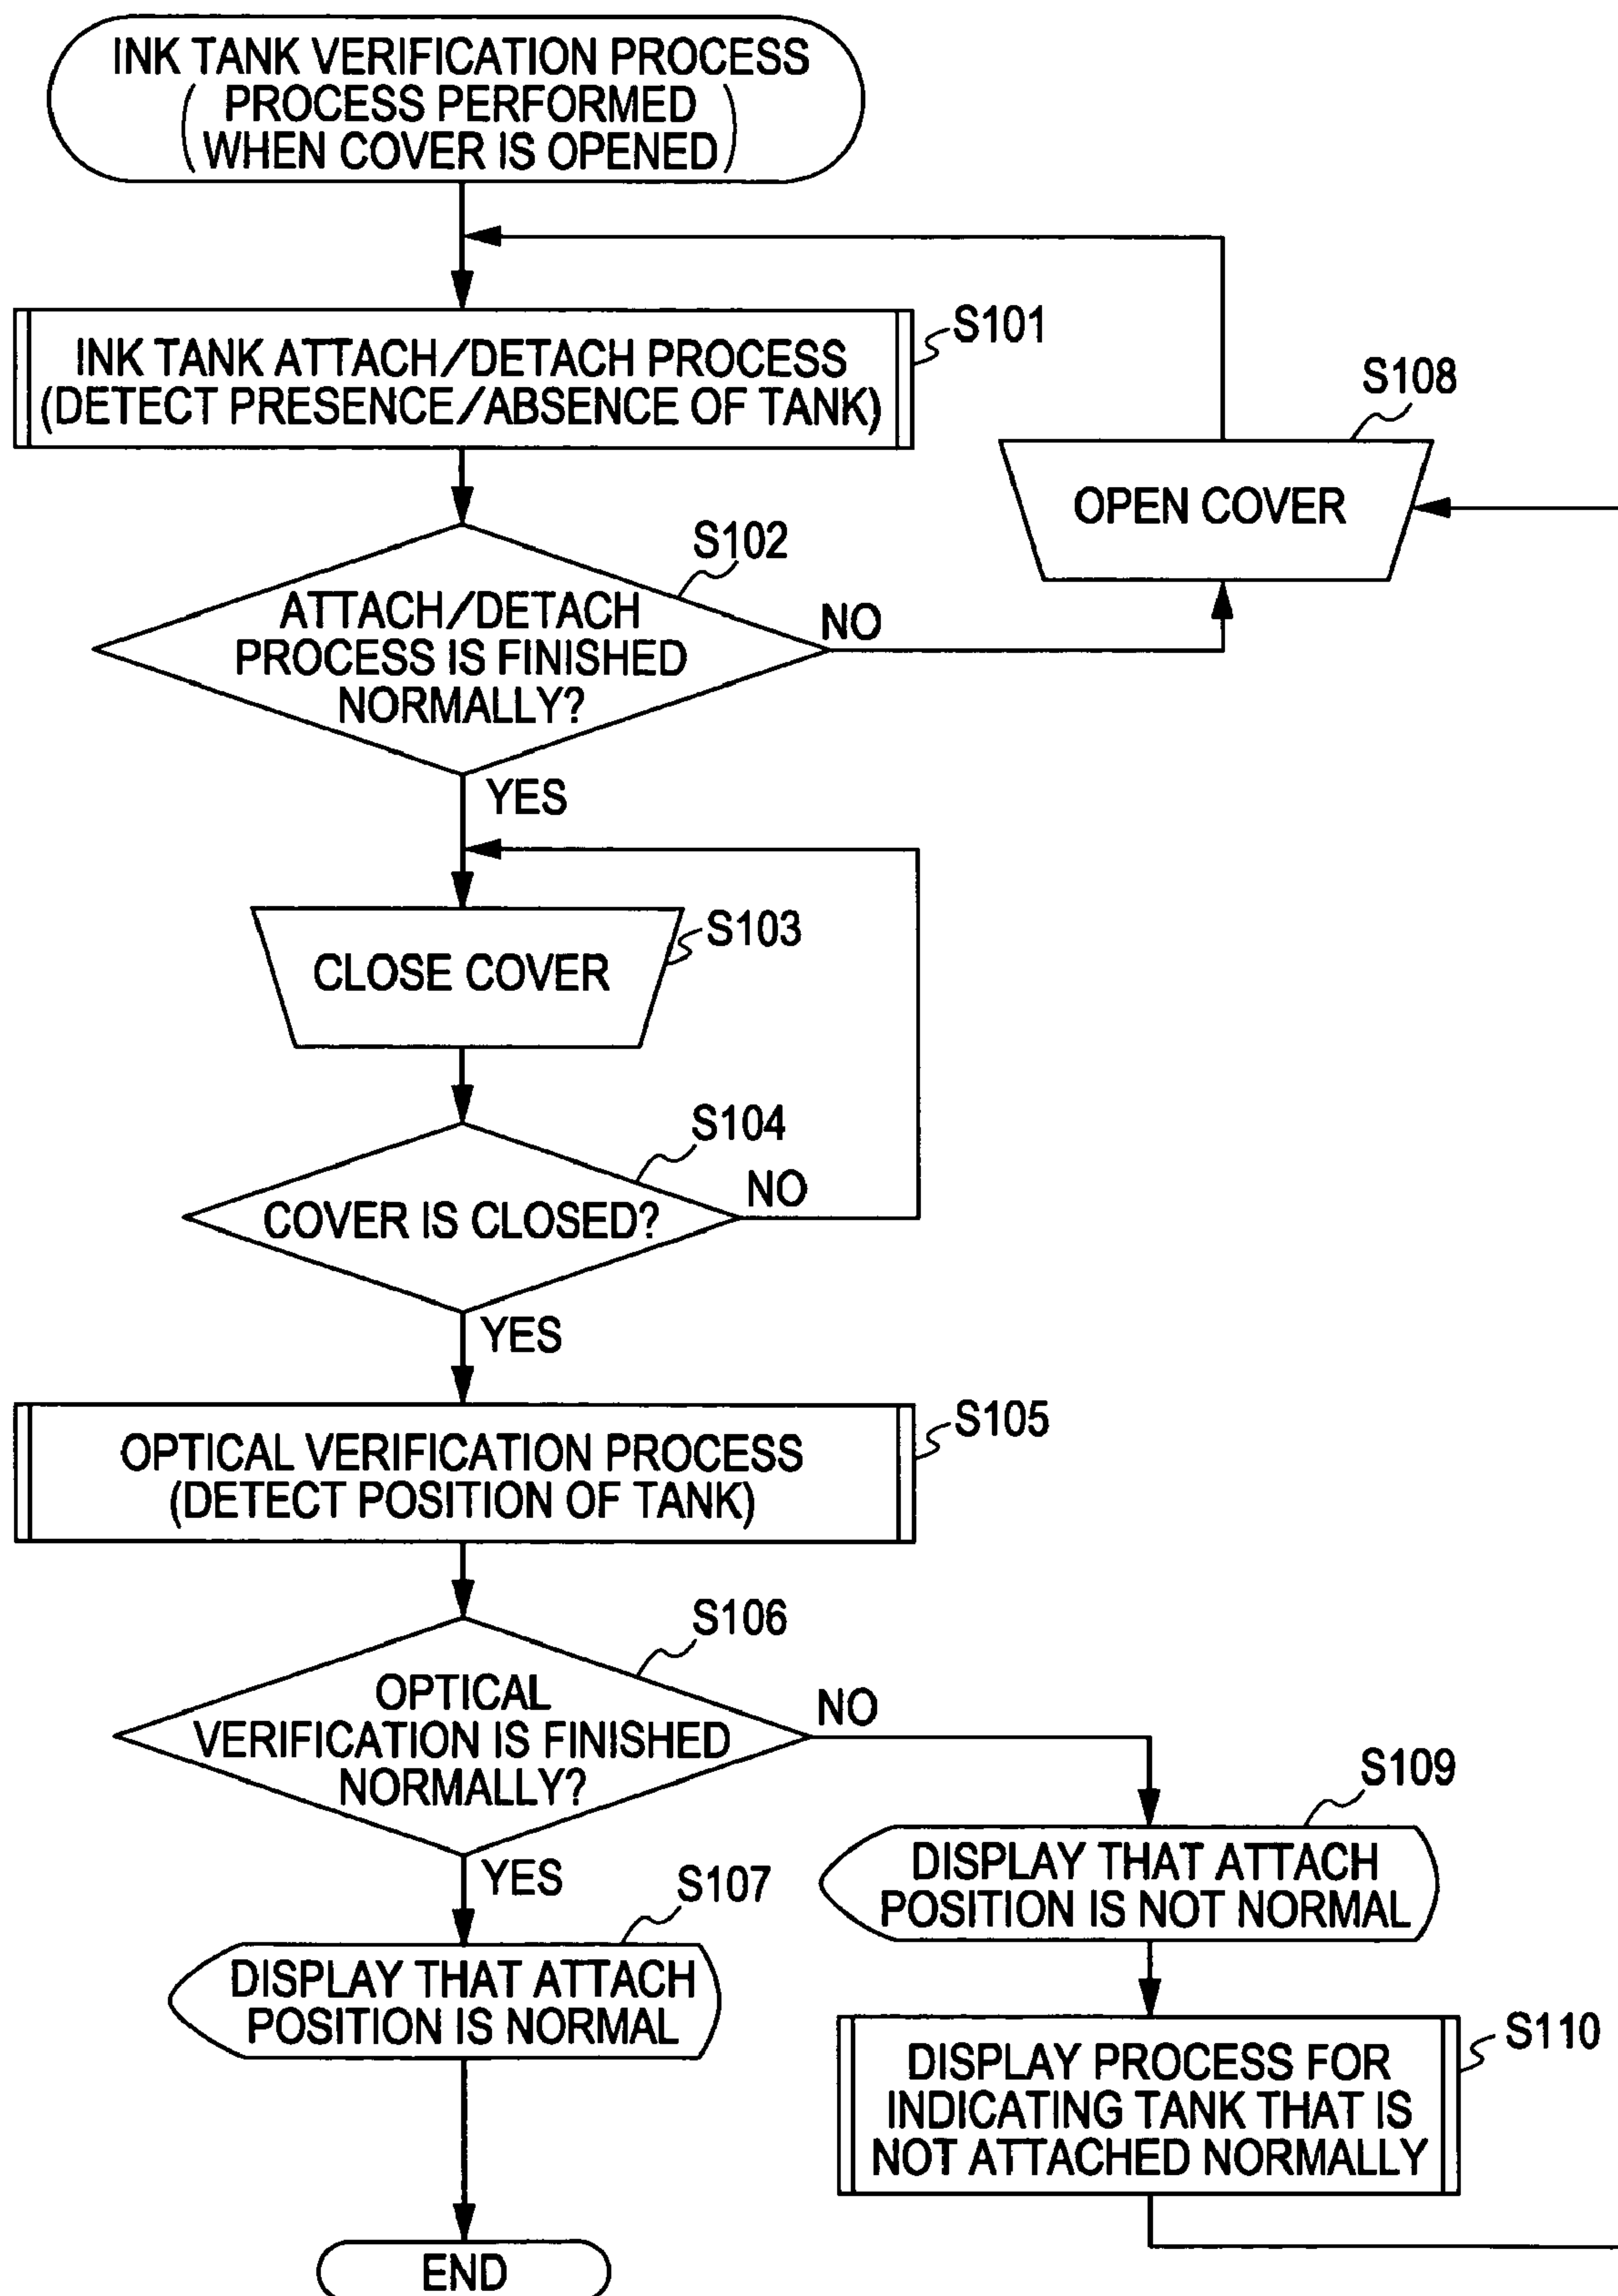 INK TANK VERIFICATION PROCESS
(PROCESS PERFORMED
WHEN COVER IS OPENED)
INK TANK ATTACH/DETACH PROCESS
(DETECT PRESENCE/ABSENCE OF TANK)
S101
S108
OPEN COVER
S102
ATTACH/DETACH
PROCESS IS FINISHED
NORMALLY?
NO
YES
CLOSE COVER
S103
S104
COVER IS CLOSED?
NO
YES
OPTICAL VERIFICATION PROCESS
(DETECT POSITION OF TANK)
S105
S106
OPTICAL
VERIFICATION IS FINISHED
NORMALLY?
NO
YES
S107
DISPLAY THAT ATTACH
POSITION IS NORMAL
S109
DISPLAY THAT ATTACH
POSITION IS NOT NORMAL
S110
DISPLAY PROCESS FOR
INDICATING TANK THAT IS
NOT ATTACHED NORMALLY
END